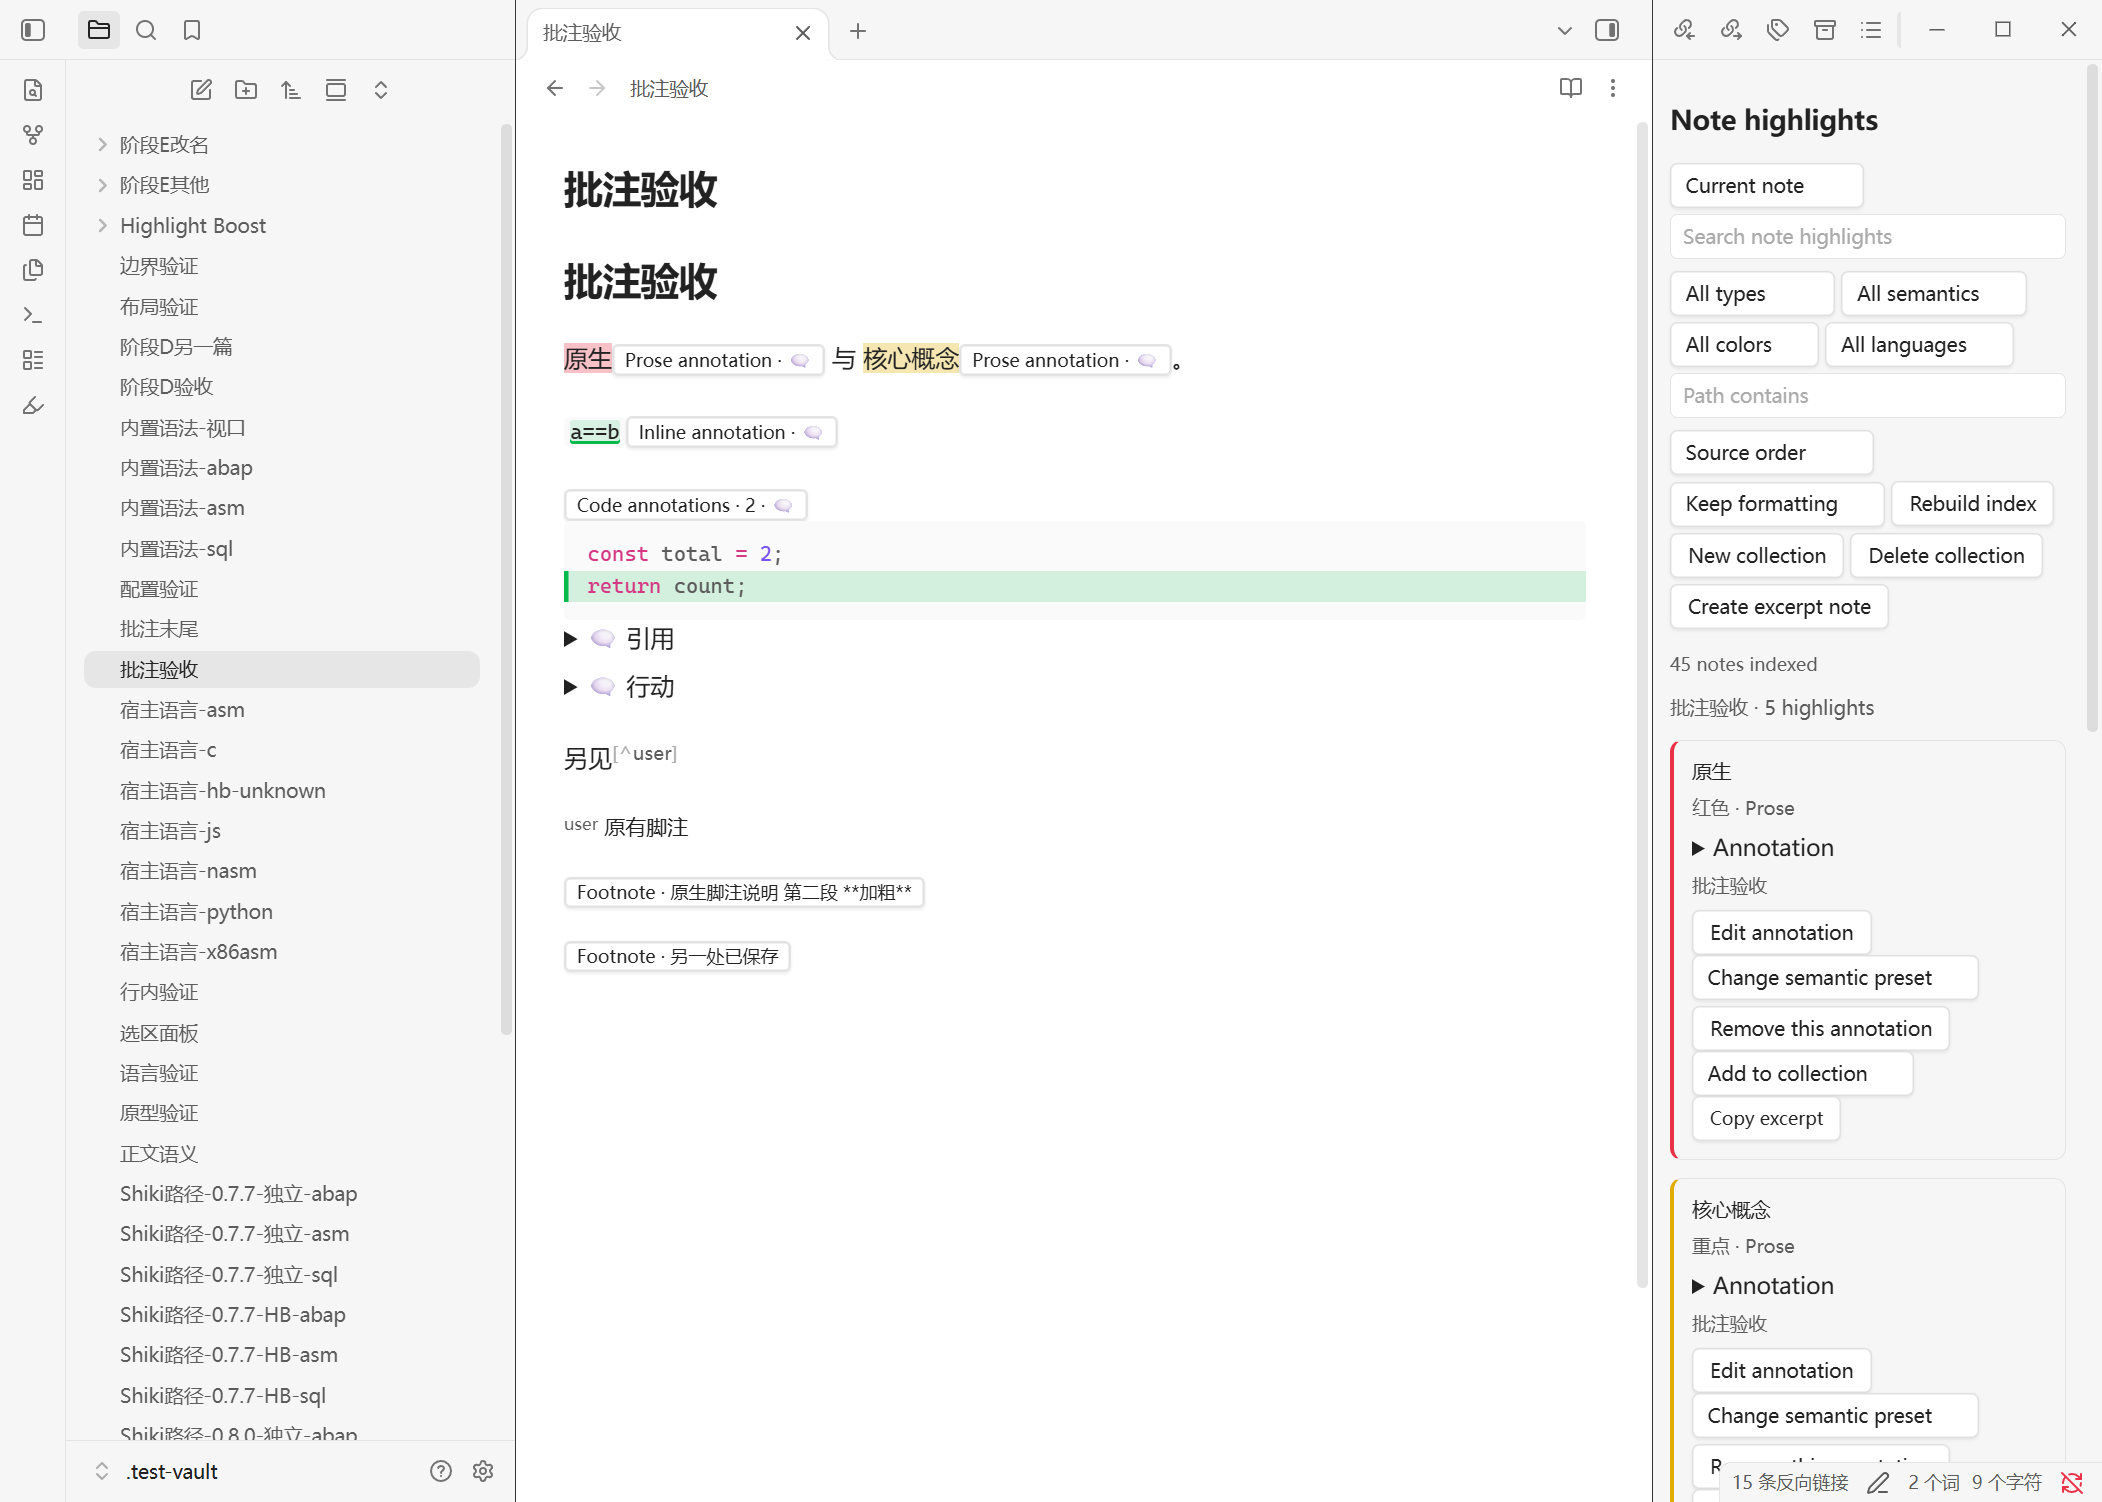 批注验收
批注验收
阶段E改名
阶段E其他
Highlight Boost
边界验证
布局验证
阶段D另一篇
阶段D验收
内置语法-视口
内置语法-abap
内置语法-asm
内置语法-sql
配置验证
批注末尾
批注验收
宿主语言-asm
宿主语言-c
宿主语言-hb-unknown
宿主语言-js
宿主语言-nasm
宿主语言-python
宿主语言-x86asm
行内验证
选区面板
语言验证
原型验证
正文语义
Shiki路径-0.7.7-独立-abap
Shiki路径-0.7.7-独立-asm
Shiki路径-0.7.7-独立-sql
Shiki路径-0.7.7-HB-abap
Shiki路径-0.7.7-HB-asm
Shiki路径-0.7.7-HB-sql
Shiki路径-0.8.0-独立-abap
.test-vault
批注验收
批注验收
原生 Prose annotation · 与 核心概念 Prose annotation · 。
a==b Inline annotation ·
Code annotations · 2 ·
const total = 2;
return count;
引用
行动
另见[^user]
user 原有脚注
Footnote · 原生脚注说明 第二段 **加粗**
Footnote · 另一处已保存
Note highlights
Current note
Search note highlights
All types All semantics
All colors All languages
Path contains
Source order
Keep formatting Rebuild index
New collection Delete collection
Create excerpt note
45 notes indexed
批注验收 · 5 highlights
原生
红色 · Prose
Annotation
批注验收
Edit annotation
Change semantic preset
Remove this annotation
Add to collection
Copy excerpt
核心概念
重点 · Prose
Annotation
批注验收
Edit annotation
Change semantic preset
15 条反向链接 2 个词 9 个字符